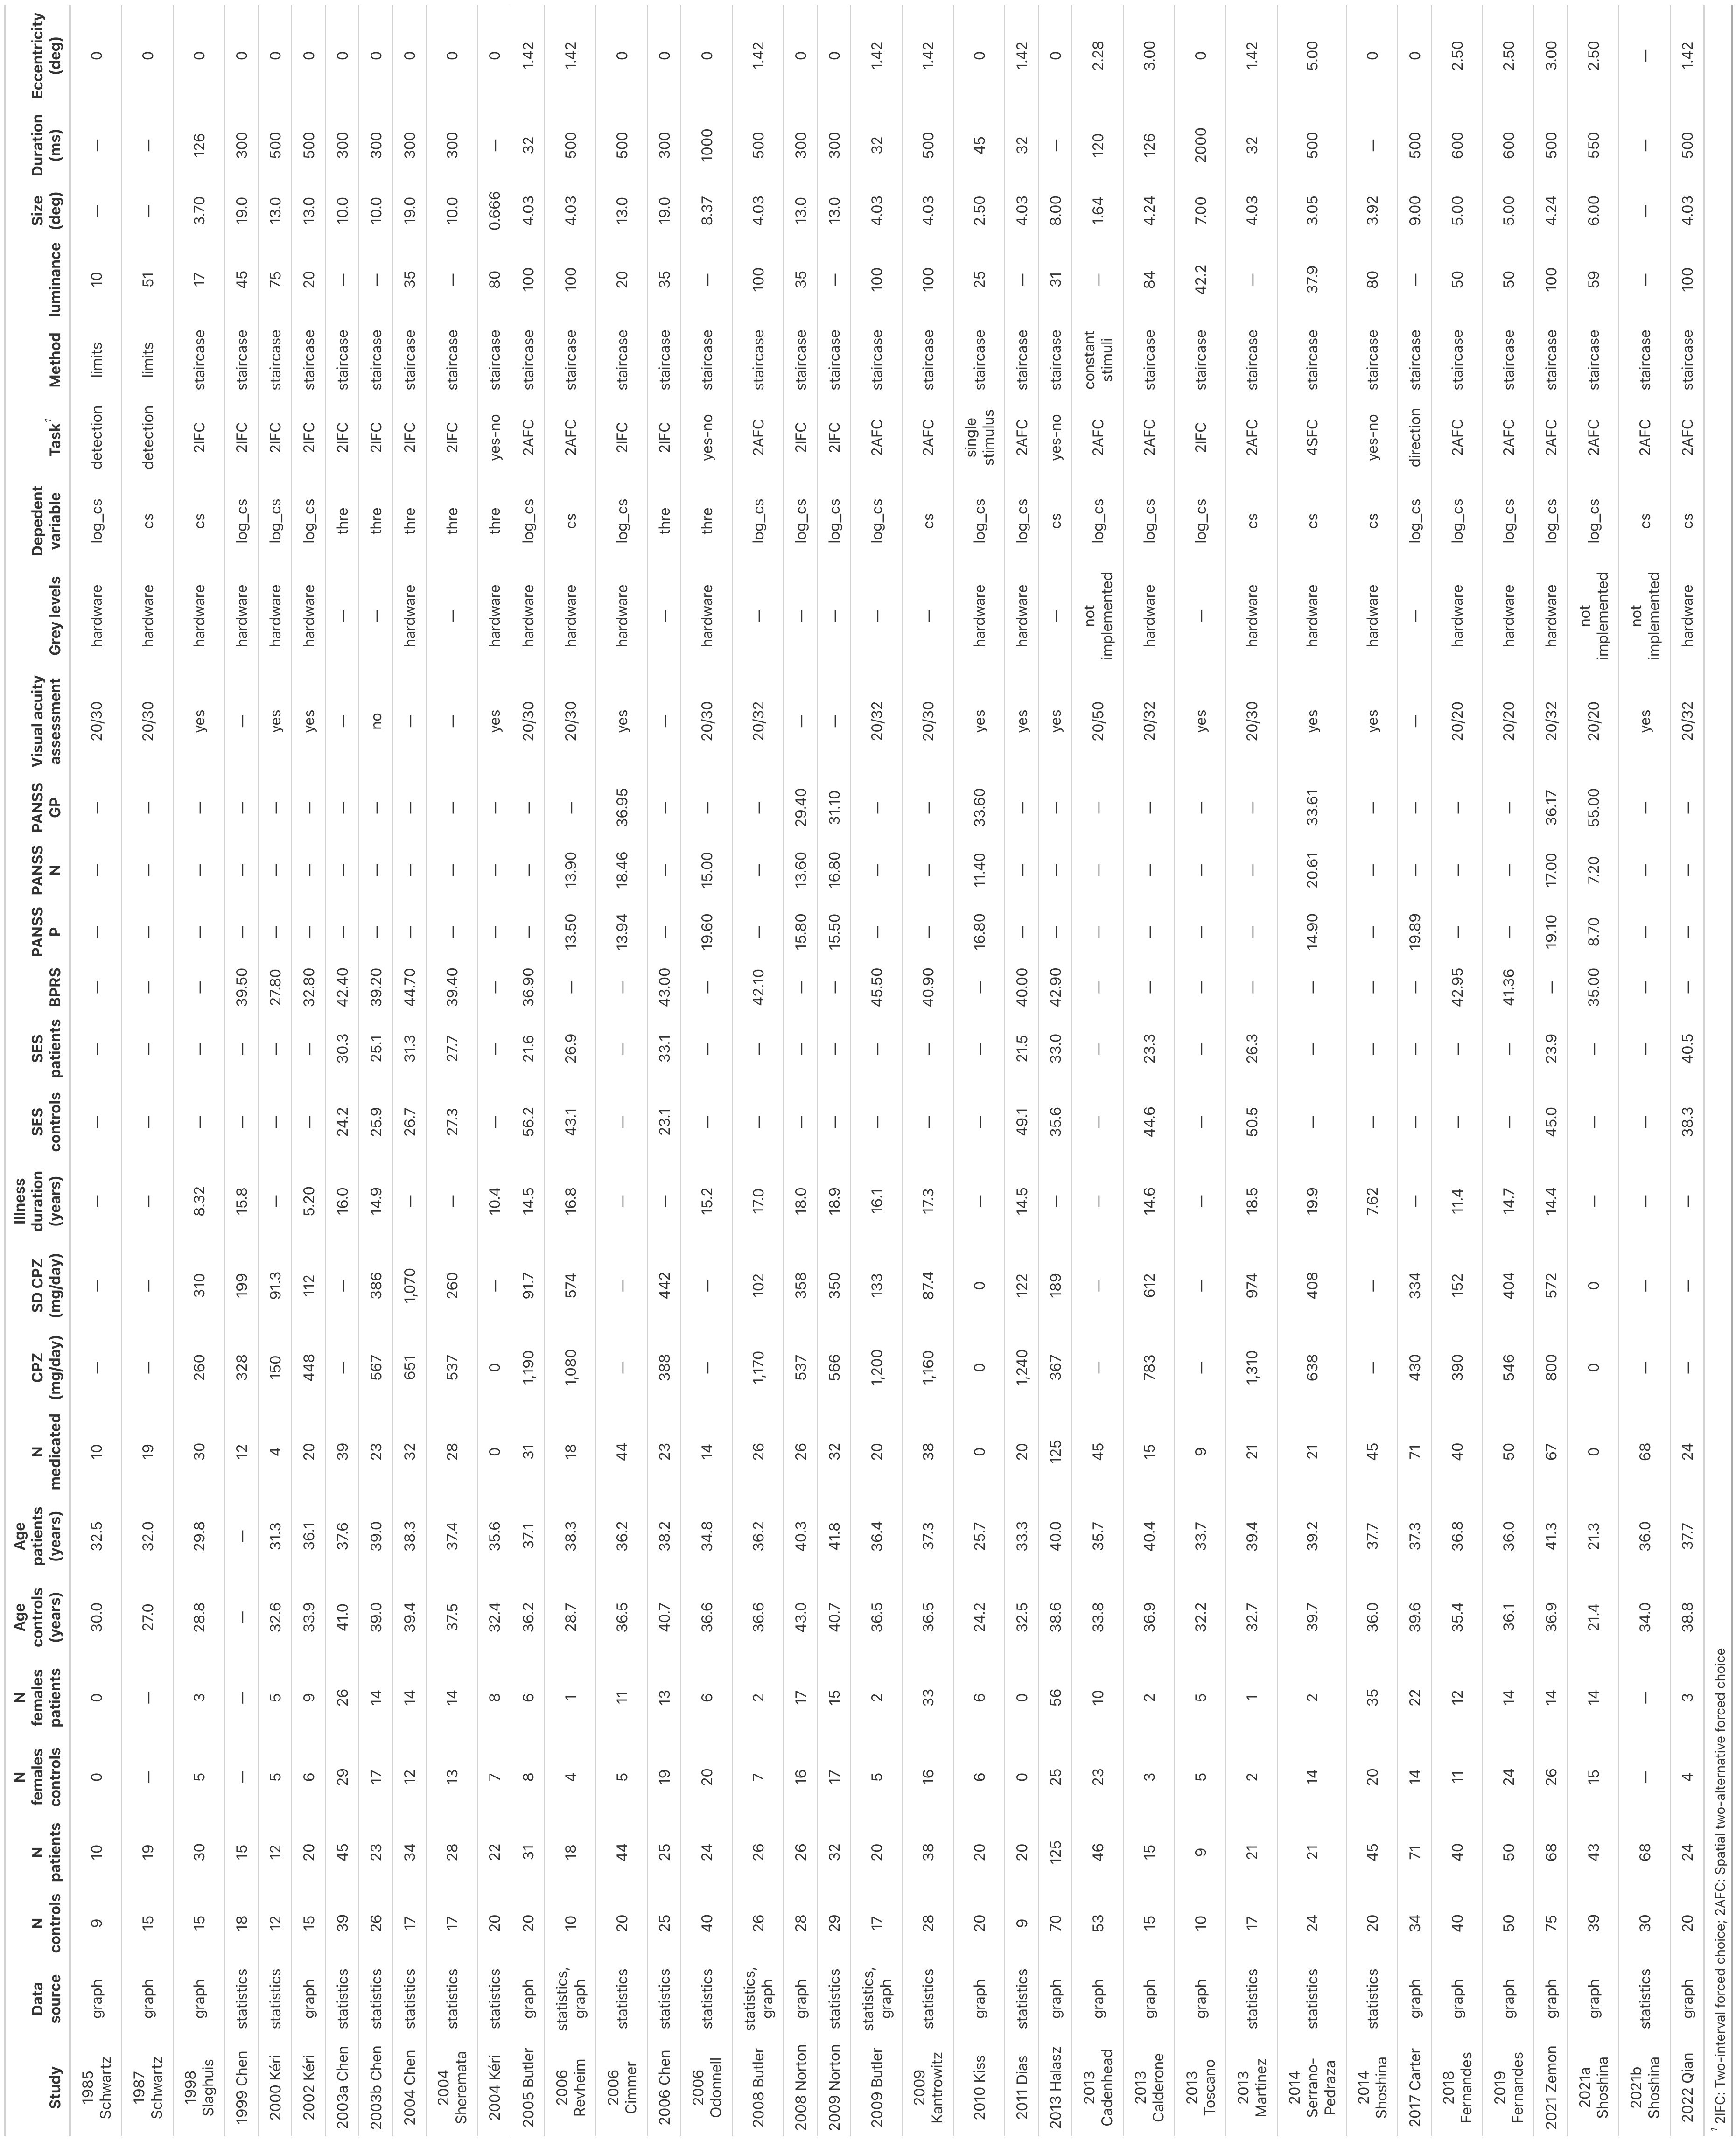 Study Data source N controls N patients N females controls N females patients Age controls (years) Age patients (years) N medicated CPZ (mg/day) SD CPZ (mg/day) Illness duration (years) SES controls SES patients BPRS PANSS P PANSS N PANSS GP Visual acuity assessment Grey levels Depedent variable Task¹ Method luminance Size (deg) Duration (ms) Eccentricity (deg)
1985 Schwartz graph 9 10 0 0 30.0 32.5 10 — — — — — — — — — 20/30 hardware log_cs detection limits 10 — — 0
1987 Schwartz graph 15 19 — — 27.0 32.0 19 — — — — — — — — — 20/30 hardware cs detection limits 51 — — 0
1998 Slaghuis graph 15 30 5 3 28.8 29.8 30 260 310 8.32 — — — — — — yes hardware cs 2IFC staircase 17 3.70 126 0
1999 Chen statistics 18 15 — — — — 12 328 199 15.8 — — 39.50 — — — — hardware log_cs 2IFC staircase 45 19.0 300 0
2000 Kéri statistics 12 12 5 5 32.6 31.3 4 150 91.3 — — — 27.80 — — — yes hardware log_cs 2IFC staircase 75 13.0 500 0
2002 Kéri graph 15 20 6 9 33.9 36.1 20 448 112 5.20 — — 32.80 — — — yes hardware log_cs 2IFC staircase 20 13.0 500 0
2003a Chen statistics 39 45 29 26 41.0 37.6 39 — — 16.0 24.2 30.3 42.40 — — — — — thre 2IFC staircase — 10.0 300 0
2003b Chen statistics 26 23 17 14 39.0 39.0 23 567 386 14.9 25.9 25.1 39.20 — — — no — thre 2IFC staircase — 10.0 300 0
2004 Chen statistics 17 34 12 14 39.4 38.3 32 651 1,070 — 26.7 31.3 44.70 — — — — hardware thre 2IFC staircase 35 19.0 300 0
2004 Sheremata statistics 17 28 13 14 37.5 37.4 28 537 260 — 27.3 27.7 39.40 — — — — — thre 2IFC staircase — 10.0 300 0
2004 Kéri graph 20 22 7 8 32.4 35.6 0 0 — 10.4 — — — — — — yes hardware thre yes-no staircase 80 0.666 — 0
2005 Butler graph 20 31 8 6 36.2 37.1 31 1,190 91.7 14.5 56.2 21.6 36.90 — — — 20/30 hardware log_cs 2AFC staircase 100 4.03 32 1.42
2006 Revheim statistics, graph 10 18 4 1 28.7 38.3 18 1,080 574 16.8 43.1 26.9 — 13.50 13.90 — 20/30 hardware cs 2AFC staircase 100 4.03 500 1.42
2006 Cimmer statistics 20 44 5 11 36.5 36.2 44 — — — — — — 13.94 18.46 36.95 yes hardware log_cs 2IFC staircase 20 13.0 500 0
2006 Chen statistics 25 25 19 13 40.7 38.2 23 388 442 — 23.1 33.1 43.00 — — — — — thre 2IFC staircase 35 19.0 300 0
2006 Odonnell statistics 40 24 20 6 36.6 34.8 14 — — 15.2 — — — 19.60 15.00 — 20/30 hardware thre yes-no staircase — 8.37 1000 0
2008 Butler statistics, graph 26 26 7 2 36.6 36.2 26 1,170 102 17.0 — — 42.10 — — — 20/32 — log_cs 2AFC staircase 100 4.03 500 1.42
2008 Norton graph 28 26 16 17 43.0 40.3 26 537 358 18.0 — — — 15.80 13.60 29.40 — — log_cs 2IFC staircase 35 13.0 300 0
2009 Norton statistics 29 32 17 15 40.7 41.8 32 566 350 18.9 — — — 15.50 16.80 31.10 — — log_cs 2IFC staircase — 13.0 300 0
2009 Butler statistics, graph 17 20 5 2 36.5 36.4 20 1,200 133 16.1 — — 45.50 — — — 20/32 — log_cs 2AFC staircase 100 4.03 32 1.42
2009 Kantrowitz statistics 28 38 16 33 36.5 37.3 38 1,160 87.4 17.3 — — 40.90 — — — 20/30 — cs 2AFC staircase 100 4.03 500 1.42
2010 Kiss graph 20 20 6 6 24.2 25.7 0 0 0 — — — — 16.80 11.40 33.60 yes hardware log_cs single stimulus staircase 25 2.50 45 0
2011 Dias statistics 9 20 0 0 32.5 33.3 20 1,240 122 14.5 49.1 21.5 40.00 — — — yes hardware log_cs 2AFC staircase — 4.03 32 1.42
2013 Halasz graph 70 125 25 56 38.6 40.0 125 367 189 — 35.6 33.0 42.90 — — — yes — cs yes-no staircase 31 8.00 — 0
2013 Cadenhead graph 53 46 23 10 33.8 35.7 45 — — — — — — — — — 20/50 not implemented log_cs 2AFC constant stimuli — 1.64 120 2.28
2013 Calderone graph 15 15 3 2 36.9 40.4 15 783 612 14.6 44.6 23.3 — — — — 20/32 hardware log_cs 2AFC staircase 84 4.24 126 3.00
2013 Toscano graph 10 9 5 5 32.2 33.7 9 — — — — — — — — — yes — log_cs 2IFC staircase 42.2 7.00 2000 0
2013 Martinez statistics 17 21 2 1 32.7 39.4 21 1,310 974 18.5 50.5 26.3 — — — — 20/30 hardware cs 2AFC staircase — 4.03 32 1.42
2014 Serrano-Pedraza statistics 24 21 14 2 39.7 39.2 21 638 408 19.9 — — — 14.90 20.61 33.61 yes hardware cs 4SFC staircase 37.9 3.05 500 5.00
2014 Shoshina graph 20 45 20 35 36.0 37.7 45 — — 7.62 — — — — — — yes hardware cs yes-no staircase 80 3.92 — 0
2017 Carter graph 34 71 14 22 39.6 37.3 71 430 334 — — — — 19.89 — — — — log_cs direction staircase — 9.00 500 0
2018 Fernandes graph 40 40 11 12 35.4 36.8 40 390 152 11.4 — — 42.95 — — — 20/20 hardware log_cs 2AFC staircase 50 5.00 600 2.50
2019 Fernandes graph 50 50 24 14 36.1 36.0 50 546 404 14.7 — — 41.36 — — — 20/20 hardware log_cs 2AFC staircase 50 5.00 600 2.50
2021 Zemon graph 75 68 26 14 36.9 41.3 67 800 572 14.4 45.0 23.9 — 19.10 17.00 36.17 20/32 hardware log_cs 2AFC staircase 100 4.24 500 3.00
2021a Shoshina graph 39 43 15 14 21.4 21.3 0 0 0 — — — 35.00 8.70 7.20 55.00 20/20 not implemented log_cs 2AFC staircase 59 6.00 550 2.50
2021b Shoshina statistics 30 68 — — 34.0 36.0 68 — — — — — — — — — yes not implemented cs 2AFC staircase — — — —
2022 Qian graph 20 24 4 3 38.8 37.7 24 — — — 38.3 40.5 — — — — 20/32 hardware cs 2AFC staircase 100 4.03 500 1.42
¹ 2IFC: Two-interval forced choice; 2AFC: Spatial two-alternative forced choice